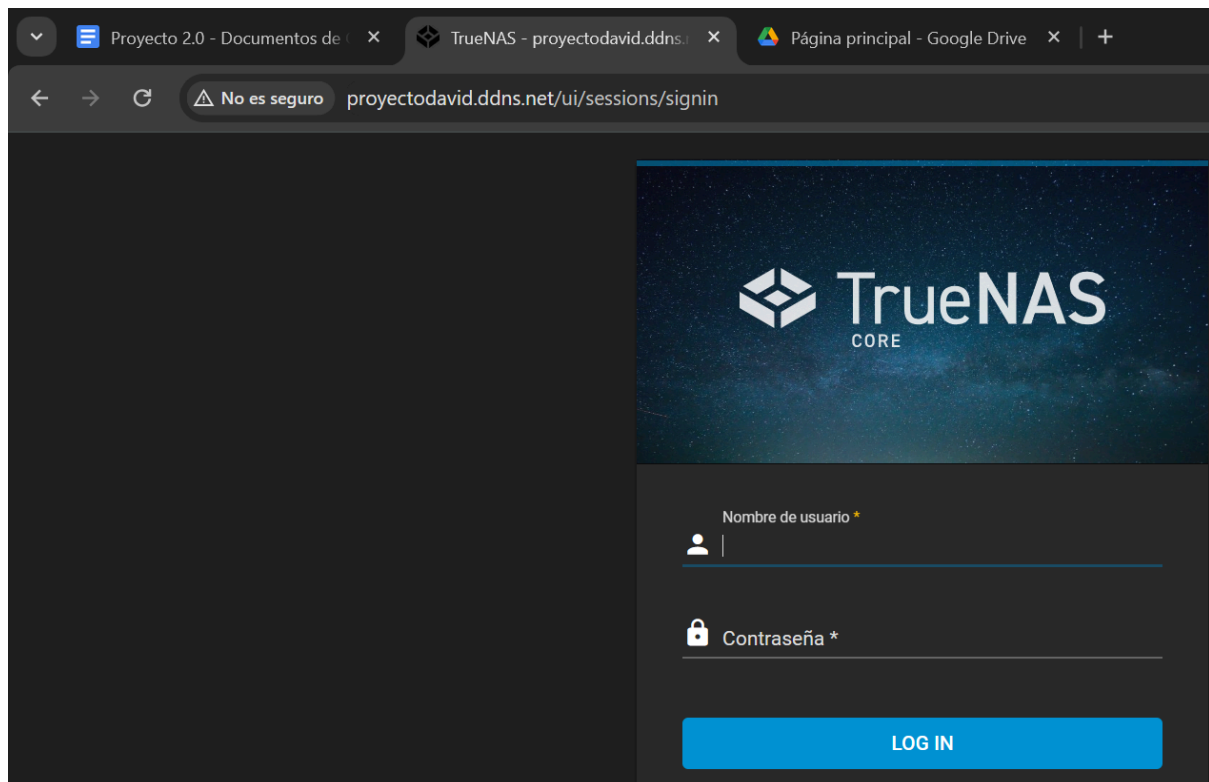 Proyecto 2.0 - Documentos de
TrueNAS - proyectodavid.ddns.
Página principal - Google Drive
No es seguro
proyectodavid.ddns.net/ui/sessions/signin
TrueNAS
CORE
Nombre de usuario *
Contraseña *
LOG IN